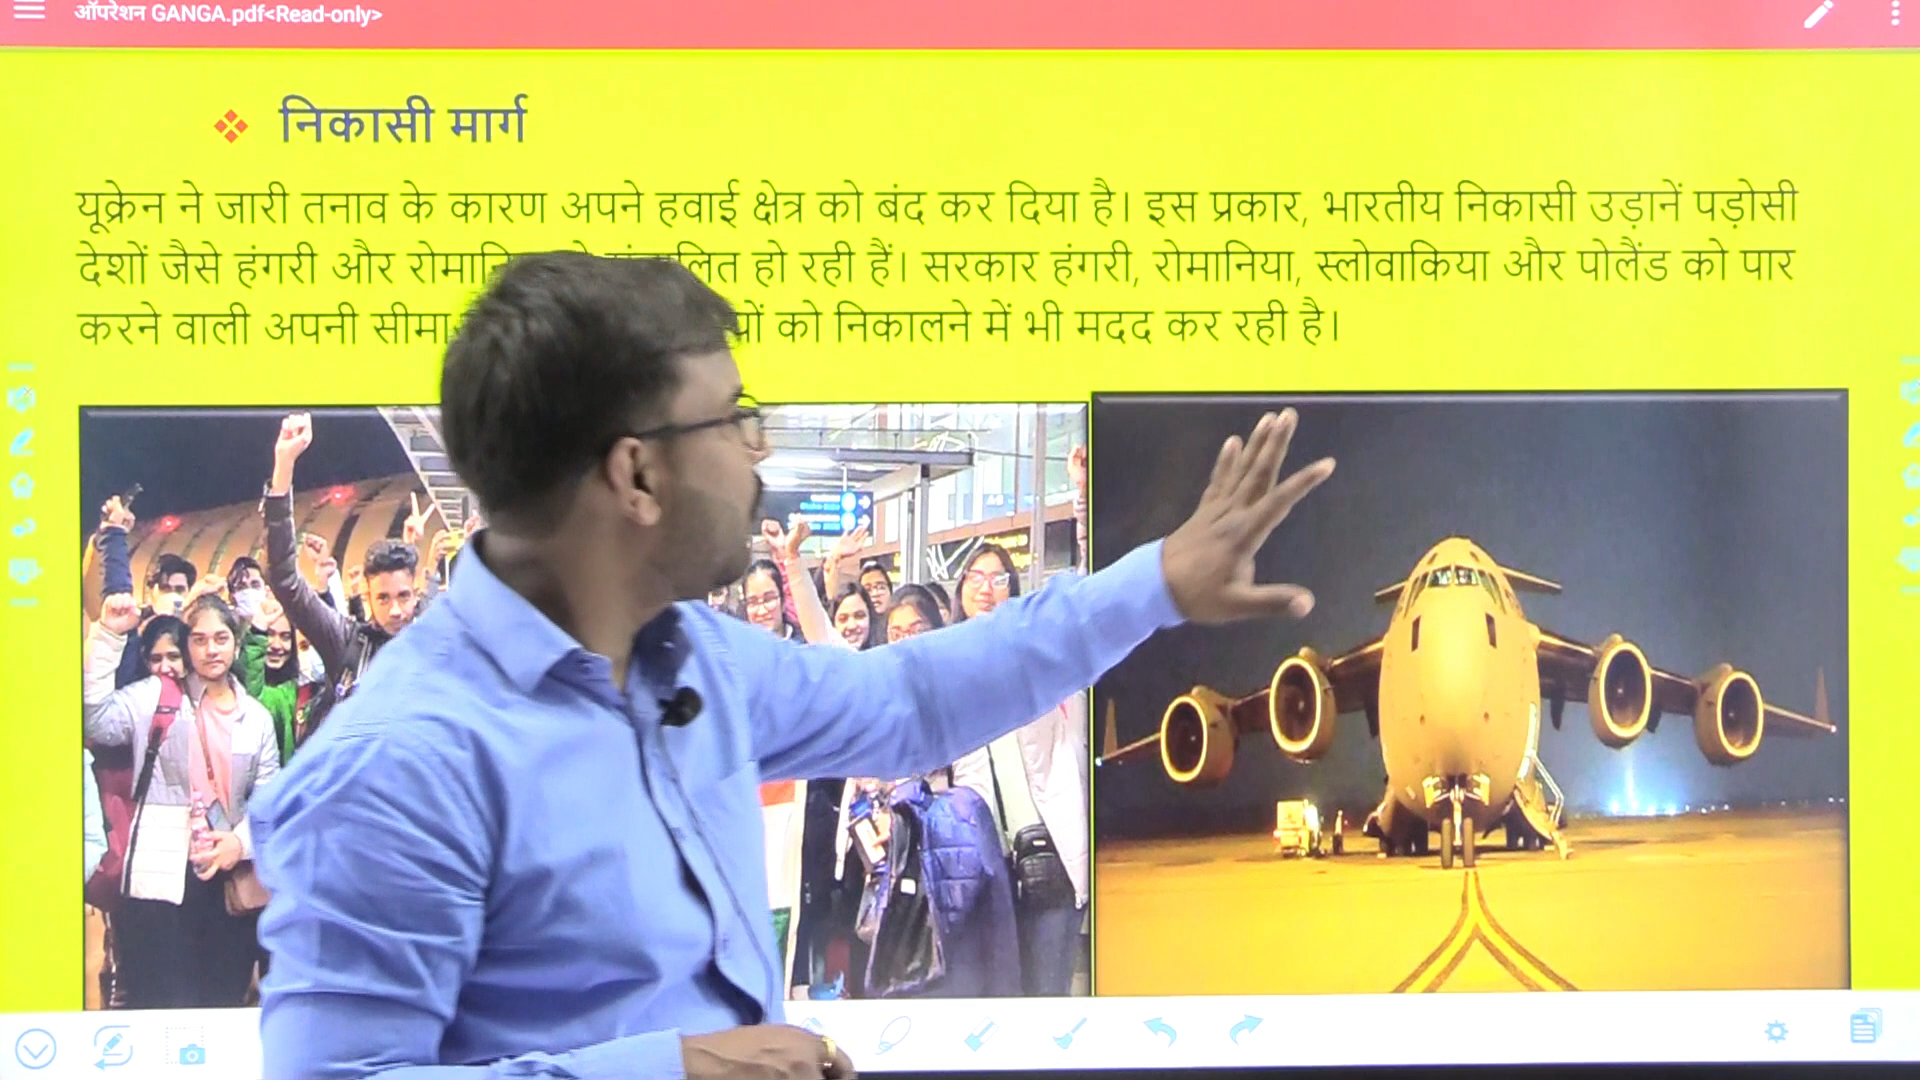 ऑपरेशन GANGA.pdf<Read-only>
निकासी मार्ग
यूक्रेन ने जारी तनाव के कारण अपने हवाई क्षेत्र को बंद कर दिया है। इस प्रकार, भारतीय निकासी उड़ानें पड़ोसी
देशों जैसे हंगरी और हो रही हैं। सरकार हंगरी, रोमानिया, स्लोवाकिया और पोलैंड को पार
करने वाली अपनी को निकालने में भी मदद कर रही है।